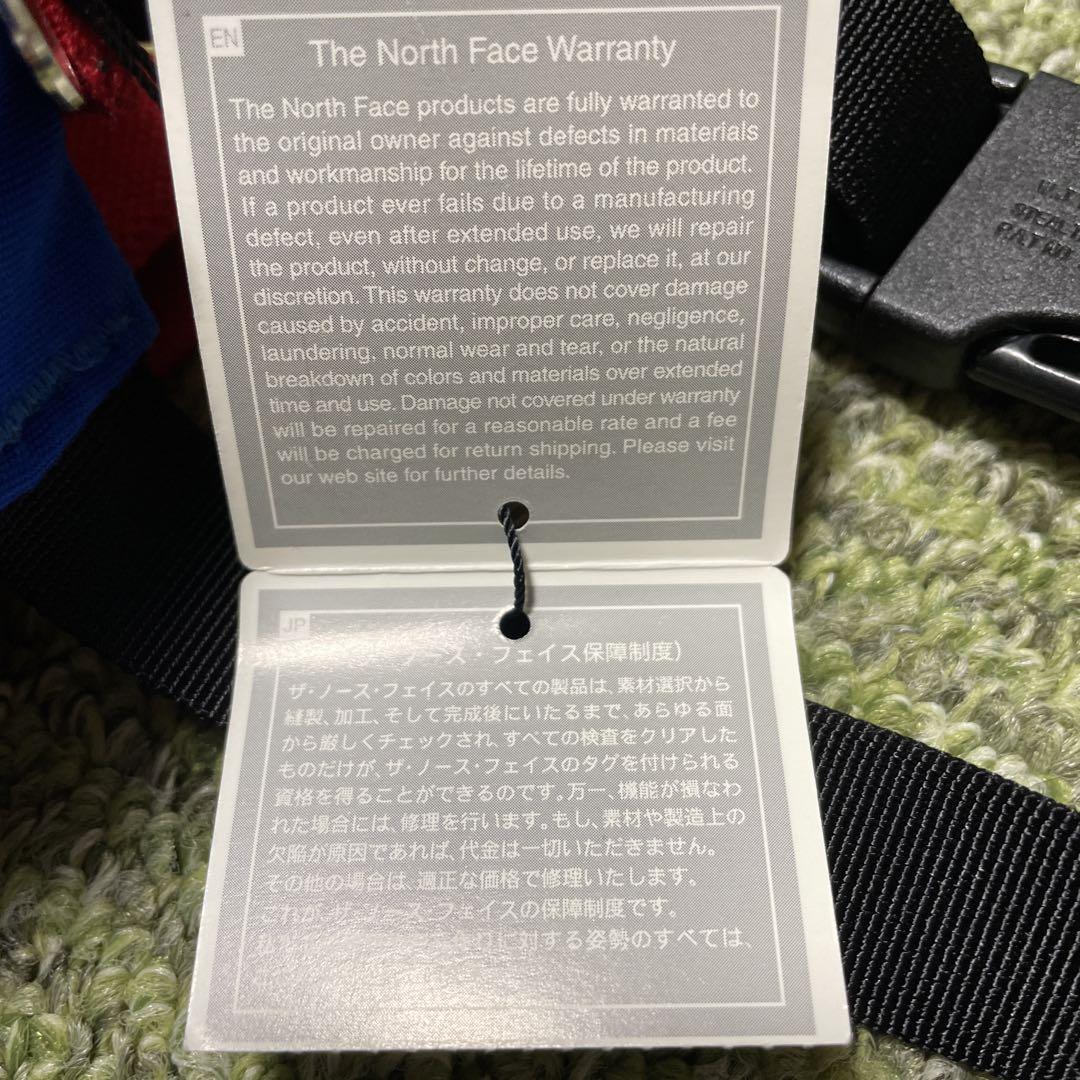 EN
The North Face Warranty
The North Face products are fully warranted to
the original owner against defects in materials
and workmanship for the lifetime of the product.
If a product ever fails due to a manufacturing
defect, even after extended use, we will repair
the product, without change, or replace it, at our
discretion. This warranty does not cover damage
caused by accident, improper care, negligence,
laundering, normal wear and tear, or the natural
breakdown of colors and materials over extended
time and use. Damage not covered under warranty
will be repaired for a reasonable rate and a fee
will be charged for return shipping. Please visit
our web site for further details.
JP
ース・フェイス保障制度)
ザ・ノース・フェイスのすべての製品は、素材選択から
縫製、加工、そして完成後にいたるまで、あらゆる面
から厳しくチェックされ、すべての検査をクリアした
ものだけが、ザ・ノース・フェイスのタグを付けられる
資格を得ることができるのです。万一、機能が損なわ
れた場合には、修理を行います。もし、素材や製造上の
欠陥が原因であれば、代金は一切いただきません。
その他の場合は、適正な価格で修理いたします。
これが、ザ・ノース・フェイスの保障制度です。
に対する姿勢のすべては、